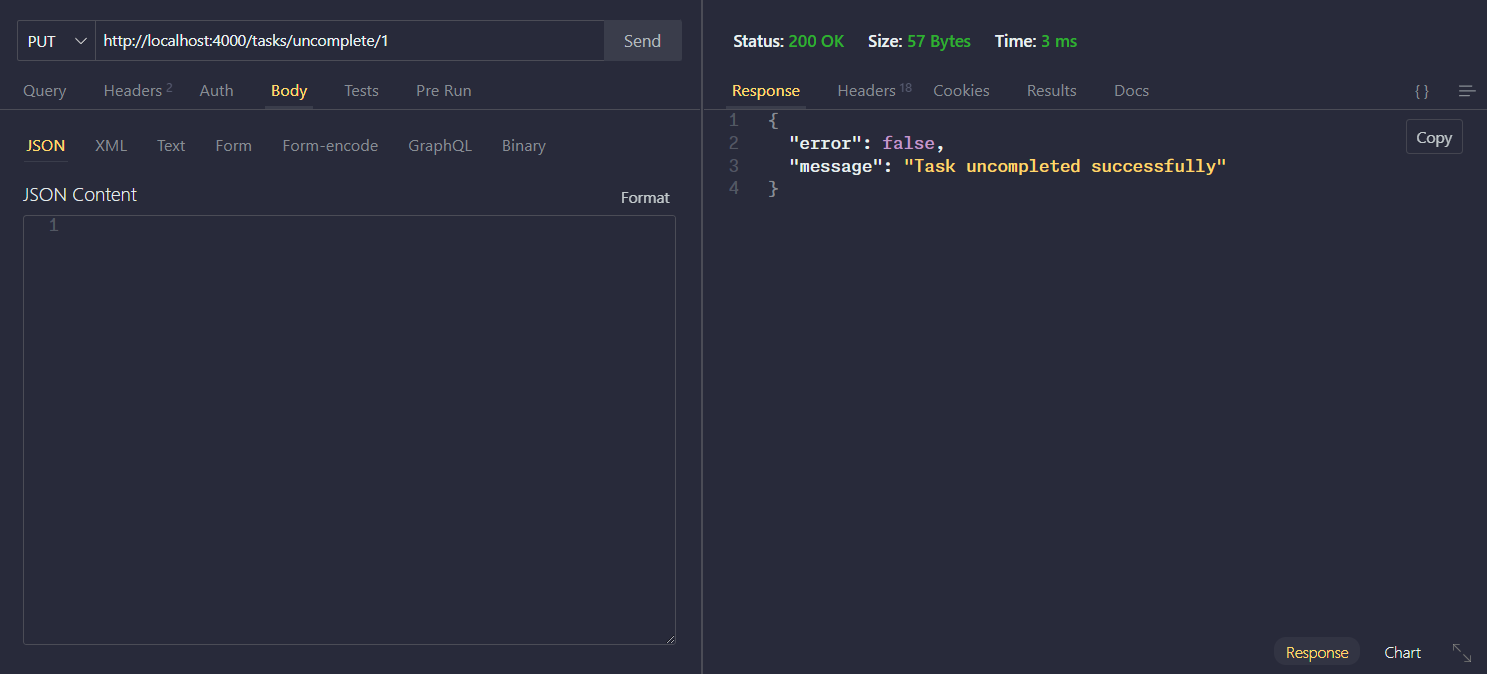 PUT http://localhost:4000/tasks/uncomplete/1 Send
Query Headers 2 Auth Body Tests Pre Run
JSON XML Text Form Form-encode GraphQL Binary
JSON Content Format
1
Status: 200 OK Size: 57 Bytes Time: 3 ms
Response Headers 18 Cookies Results Docs { }
Copy
1 {
2 "error": false,
3 "message": "Task uncompleted successfully"
4 }
Response Chart